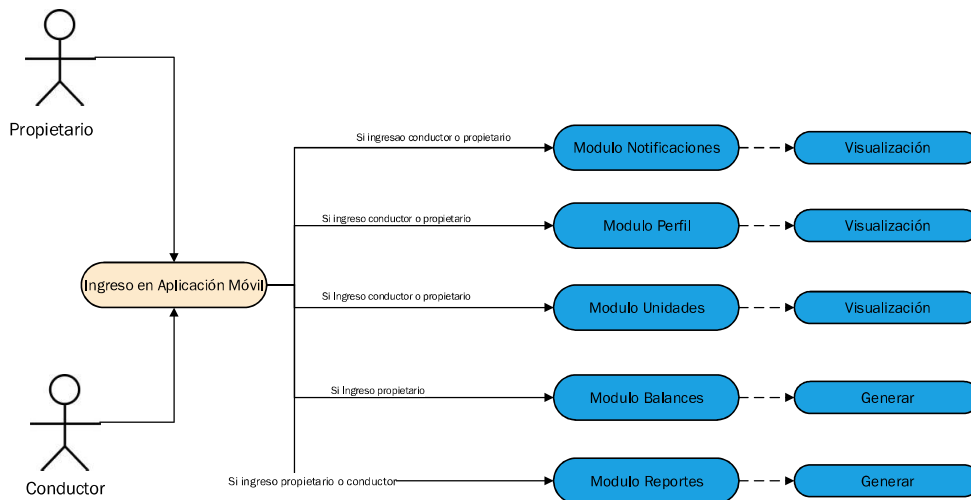 Propietario
Si ingresao conductor o propietario
Modulo Notificaciones
Visualización
Si ingreso conductor o propietario
Modulo Perfil
Visualización
Ingreso en Aplicación Móvil
Si Ingreso conductor o propietario
Modulo Unidades
Visualización
Si Ingreso propietario
Modulo Balances
Generar
Conductor
Si ingreso propietario o conductor
Modulo Reportes
Generar